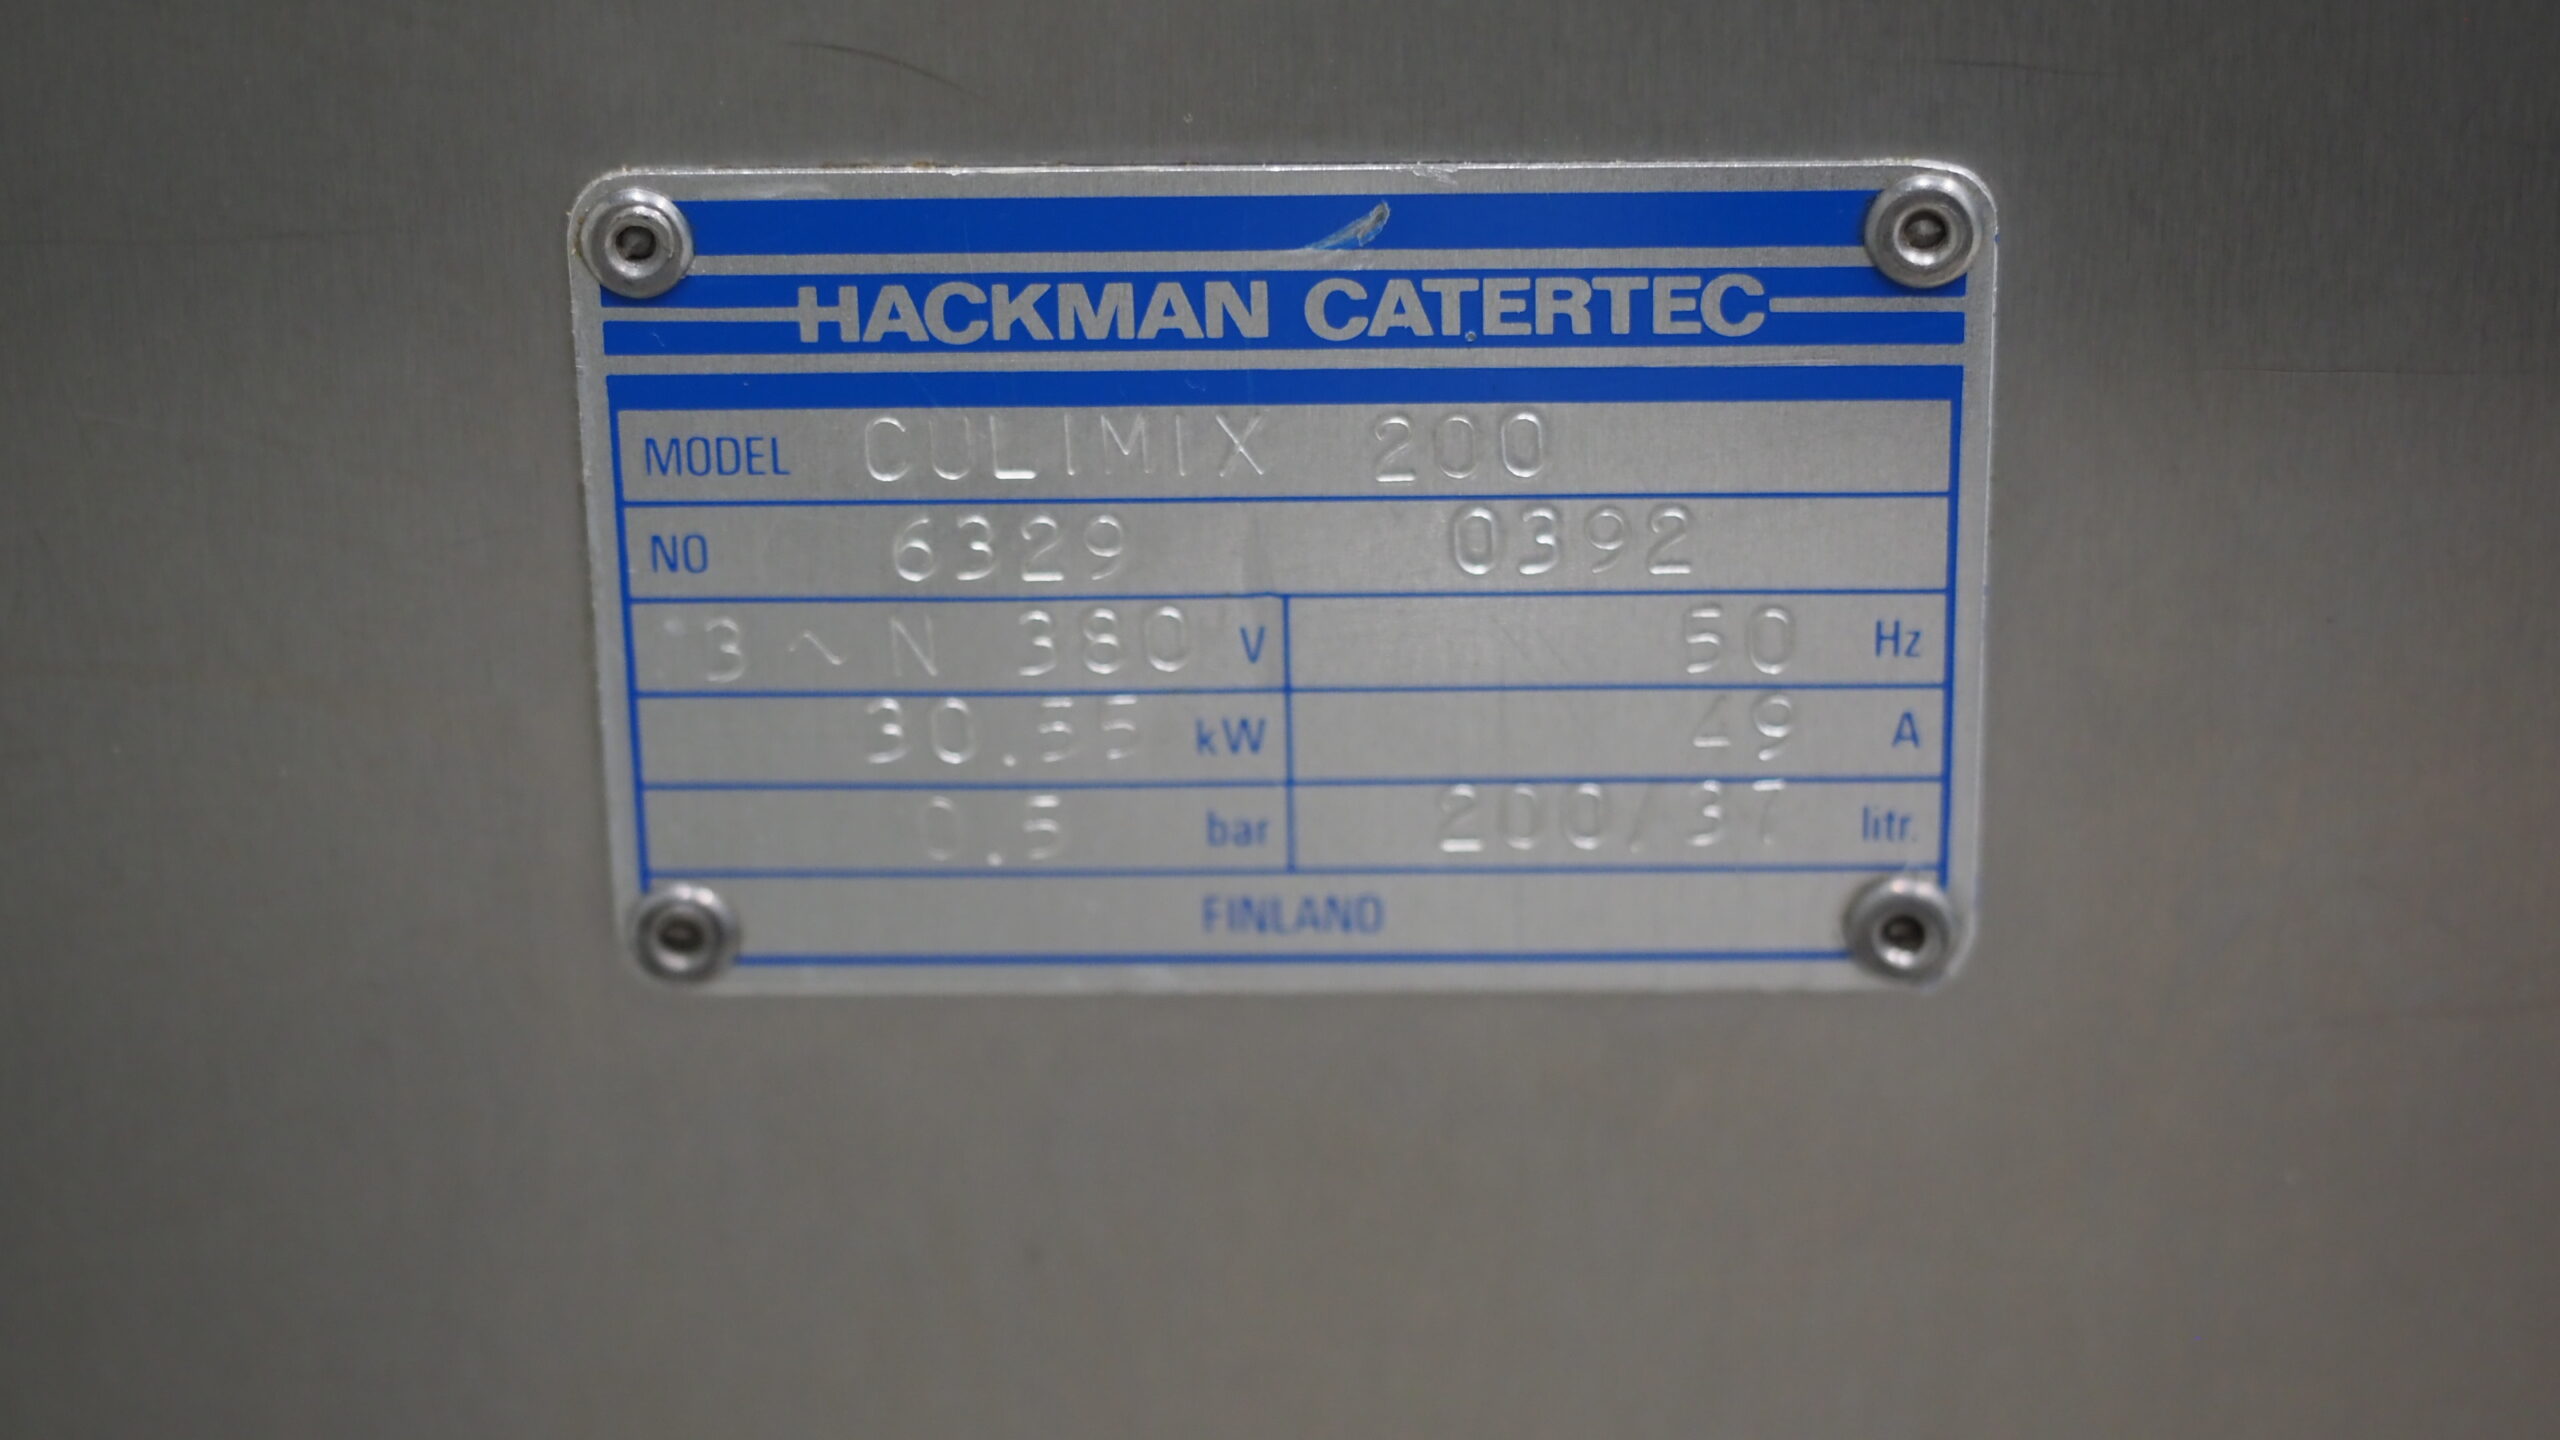 HACKMAN CATERTEC
MODEL CULIMIX 200
NO 6329 0392
3 ~ N 380 V 50 Hz
30.55 kW 49 A
0.5 bar 200/37 litr.
FINLAND